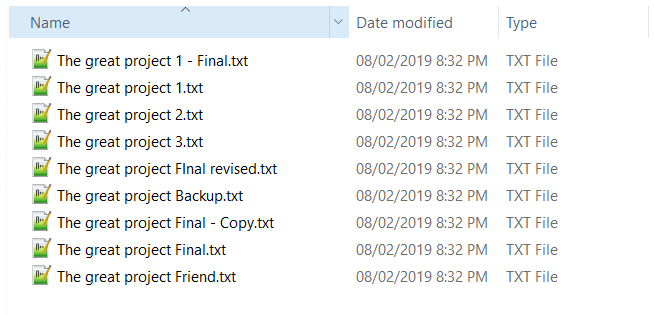 Name Date modified Type
The great project 1 - Final.txt 08/02/2019 8:32 PM TXT File
The great project 1.txt 08/02/2019 8:32 PM TXT File
The great project 2.txt 08/02/2019 8:32 PM TXT File
The great project 3.txt 08/02/2019 8:32 PM TXT File
The great project FInal revised.txt 08/02/2019 8:32 PM TXT File
The great project Backup.txt 08/02/2019 8:32 PM TXT File
The great project Final - Copy.txt 08/02/2019 8:32 PM TXT File
The great project Final.txt 08/02/2019 8:32 PM TXT File
The great project Friend.txt 08/02/2019 8:32 PM TXT File